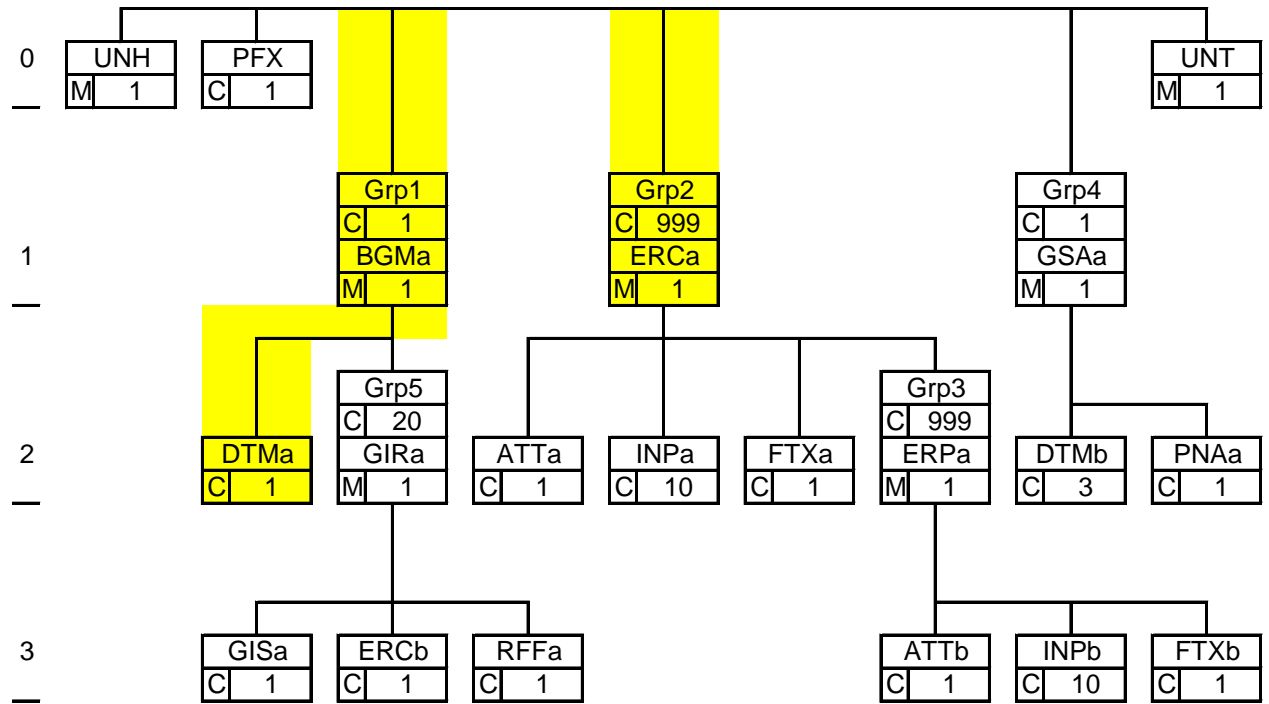 0 UNH PFX UNT
M 1 C 1 M 1
Grp1 Grp2 Grp4
C 1 C 999 C 1
1 BGMa ERCa GSAa
M 1 M 1 M 1
Grp5 Grp3
C 20 C 999
2 DTMa GIRa ATTa INPa FTXa ERPa DTMb PNAa
C 1 M 1 C 1 C 10 C 1 M 1 C 3 C 1
3 GISa ERCb RFFa ATTb INPb FTXb
C 1 C 1 C 1 C 1 C 10 C 1